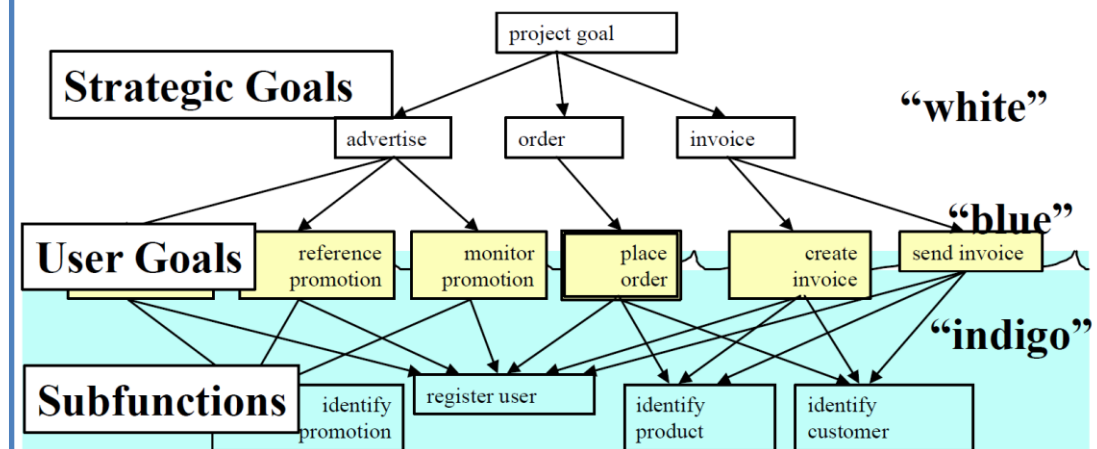 project goal
Strategic Goals
“white”
advertise
order
invoice
“blue”
User Goals
reference
promotion
monitor
promotion
place
order
create
invoice
send invoice
“indigo”
Subfunctions
identify
promotion
register user
identify
product
identify
customer